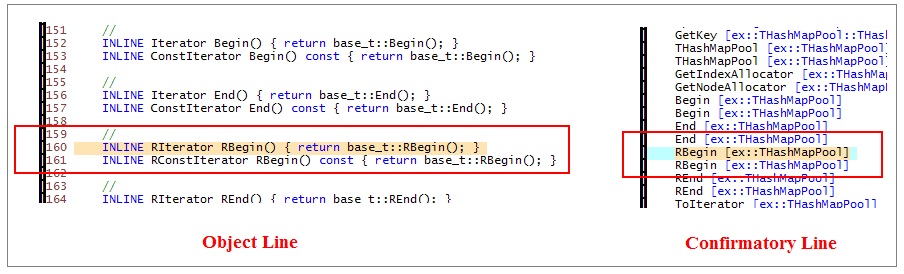 151 //
152 INLINE Iterator Begin() { return base_t::Begin(); }
153 INLINE ConstIterator Begin() const { return base_t::Begin(); }
154
155 //
156 INLINE Iterator End() { return base_t::End(); }
157 INLINE ConstIterator End() const { return base_t::End(); }
158
159 //
160 INLINE RIterator RBegin() { return base_t::RBegin(); }
161 INLINE RConstIterator RBegin() const { return base_t::RBegin(); }
162
163 //
164 INLINE RIterator REnd() { return base_t::REnd(); }
Object Line
GetKey [ex::THashMapPool::THas
THashMapPool [ex::THashMapPool
THashMapPool [ex::THashMapPool
GetIndexAllocator [ex::THashMa
GetNodeAllocator [ex::THashMap
Begin [ex::THashMapPool]
Begin [ex::THashMapPool]
End [ex::THashMapPool]
End [ex::THashMapPool]
RBegin [ex::THashMapPool]
RBegin [ex::THashMapPool]
REnd [ex::THashMapPool]
REnd [ex::THashMapPool]
ToIterator [ex::THashMapPool]
Confirmatory Line